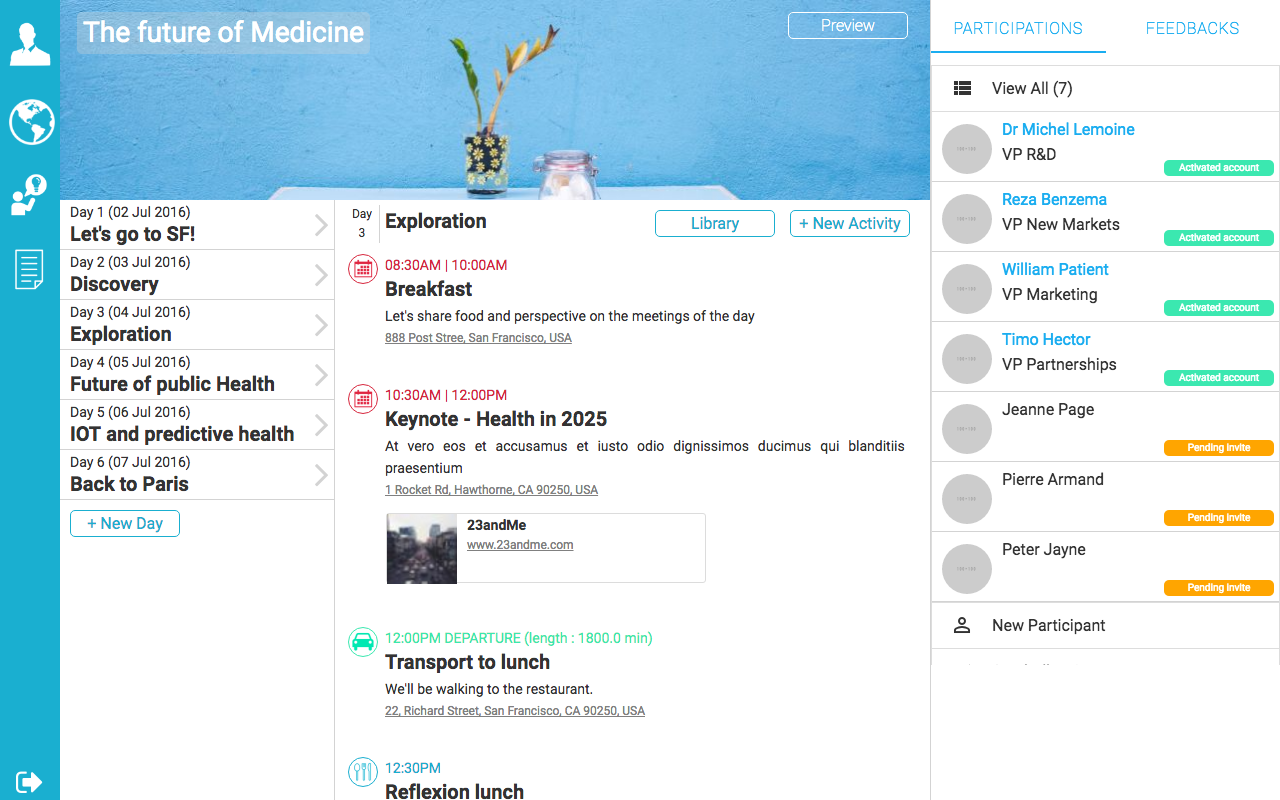 The future of Medicine
Preview
PARTICIPATIONS
FEEDBACKS
Day 1 (02 Jul 2016)
Let's go to SF!
Day 2 (03 Jul 2016)
Discovery
Day 3 (04 Jul 2016)
Exploration
Day 4 (05 Jul 2016)
Future of public Health
Day 5 (06 Jul 2016)
IOT and predictive health
Day 6 (07 Jul 2016)
Back to Paris
+ New Day
Day
3
Exploration
Library
+ New Activity
08:30AM | 10:00AM
Breakfast
Let's share food and perspective on the meetings of the day
888 Post Stree, San Francisco, USA
10:30AM | 12:00PM
Keynote - Health in 2025
At vero eos et accusamus et iusto odio dignissimos ducimus qui blanditiis
praesentium
1 Rocket Rd, Hawthorne, CA 90250, USA
23andMe
www.23andme.com
12:00PM DEPARTURE (length : 1800.0 min)
Transport to lunch
We'll be walking to the restaurant.
22, Richard Street, San Francisco, CA 90250, USA
12:30PM
Reflexion lunch
View All (7)
Dr Michel Lemoine
VP R&D
Activated account
Reza Benzema
VP New Markets
Activated account
William Patient
VP Marketing
Activated account
Timo Hector
VP Partnerships
Activated account
Jeanne Page
Pending invite
Pierre Armand
Pending invite
Peter Jayne
Pending invite
New Participant